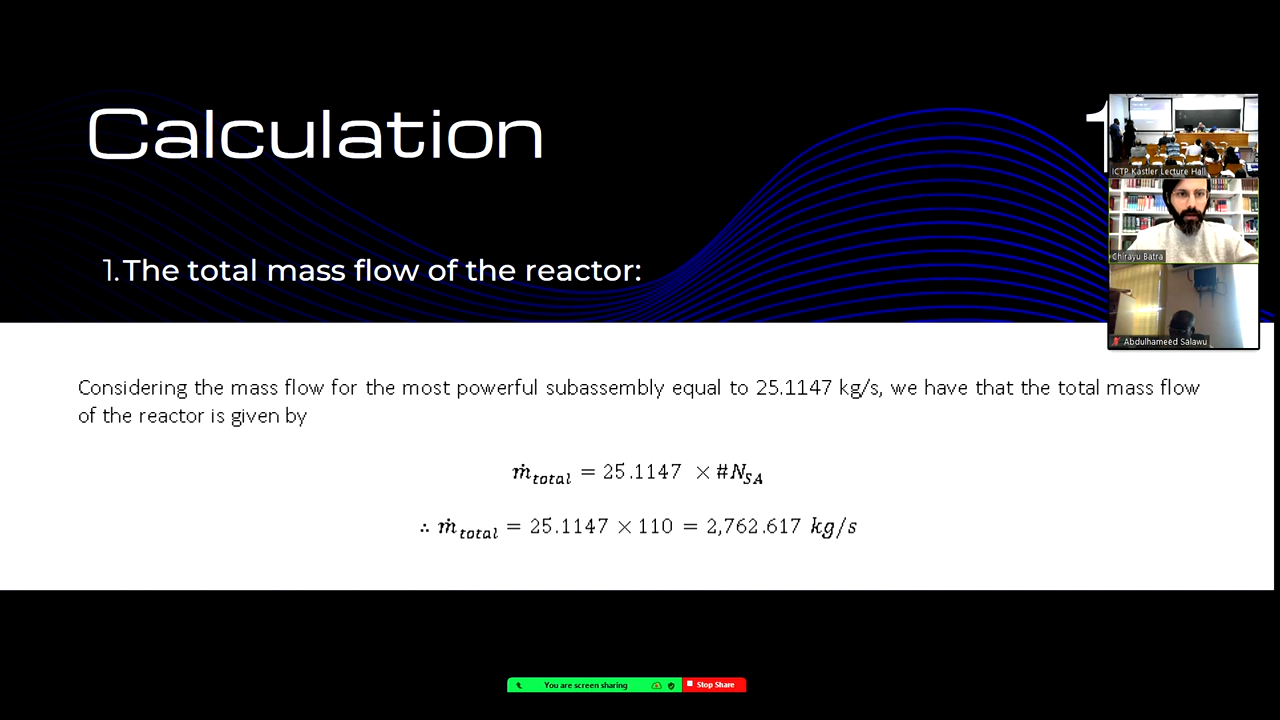 Calculation
1
1. The total mass flow of the reactor:
ICTP Kastler Lecture Hall
Chirayu Batra
Abdulhameed Salawu
Considering the mass flow for the most powerful subassembly equal to 25.1147 kg/s, we have that the total mass flow
of the reactor is given by
ṁ_total = 25.1147 × #N_SA
∴ ṁ_total = 25.1147 × 110 = 2,762.617 kg/s
You are screen sharing
Stop Share